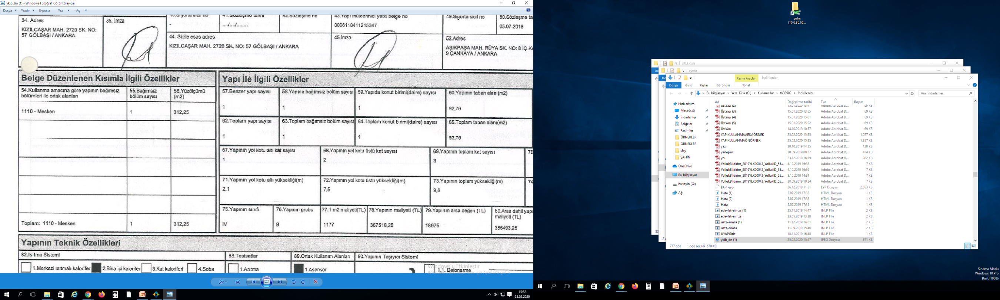 ykib_ön (1) - Windows Fotoğraf Görüntüleyicisi
Dosya Yazdır E-posta Yaz Aç
34. Adres
KIZILCAŞAR MAH. 2720 SK. NO:
57 GÖLBAŞI / ANKARA
35. İmza
40.Sigorta sicil no
-
41.Sözleşme tarihi
..../..../........
42.Sözleşme no
43.Yapı müteahhidi yetki belge no
0006110411215347
49.Sigorta sicil no
50.Sözleşme ta
05.07.2018
44. Sicile esas adres
KIZILCAŞAR MAH. 2720 SK. NO: 57 GÖLBAŞI / ANKARA
45.İmza
52.Adres
AŞIKPAŞA MAH. RÜYA SK. NO: 8 İÇ KA
9 ÇANKAYA / ANKARA
Belge Düzenlenen Kısımla İlgili Özellikler
54.Kullanma amacına göre yapının bağımsız
bölümleri ile ortak alanları
55.Bağımsız
bölüm sayısı
56.Yüzölçümü
(m2)
1110 - Mesken 1 312,25
Toplam: 1110 - Mesken 1 312,25
Yapı İle İlgili Özellikler
57.Benzer yapı sayısı 58.Yapıda bağımsız bölüm sayısı 59.Yapıda konut birimi(daire) sayısı 60.Yapının taban alanı(m2)
1 1 1 92,76
62.Toplam yapı sayısı 63.Toplam bağımsız bölüm sayısı 64.Toplam konut birimi(daire) sayısı 65.Toplam taban alanı(m2)
1 1 1 92,76
67.Yapının yol kotu altı kat sayısı 68.Yapının yol kotu üstü kat sayısı 69.Yapının toplam kat sayısı 70
1 2 3
71.Yapının yol kotu altı yüksekliği(m) 72.Yapının yol kotu üstü yüksekliği(m) 73.Yapının toplam yüksekliği(m) 74
2,1 7,5 9,6
75.Yapının sınıfı 76.Yapının grubu 77.1 m2 maliyeti(TL) 78.Yapının maliyeti (TL) 79.Yapının arsa değeri (TL) 80.Arsa dahil yapı
maliyeti (TL)
IV B 1177 367518,25 18975 386493,25
Yapının Teknik Özellikleri
82.Isıtma Sistemi 88.Tesisatlar 89.Ortak Kullanım Alanları 90.Yapının Taşıyıcı Sistemi
1.Merkezi ısıtmalı kalorifer 2.Bina içi kalorifer 3.Kat kaloriferi 4.Soba 1.Arıtma 1.Asansör 1.1. Betonarme
Windows'u Etkinleştir
15:52
25.02.2020
şube
(10.6.36.65...
EKLER.xls
aynur
Resim Araçları İndirilenler
Dosya Giriş Paylaş Görünüm Yönet
Bu bilgisayar Yerel Disk (C:) Kullanıcılar tk33902 İndirilenler
Ara: İndirilenler
Hızlı erişim
Masaüstü
İndirilenler
Belgeler
Resimler
ÖRNEKLER
ÖRNEKLER
slay
ŞAHİN
OneDrive
Bu bilgisayar
huseyin (G:)
Ağ
Ad Değiştirme tarihi Tür Boyut
ÜstYazı (2) 15.01.2020 13:47 Adobe Acrobat D... 69 KB
ÜstYazı (3) 15.01.2020 13:55 Adobe Acrobat D... 69 KB
ÜstYazı (4) 15.01.2020 15:01 Adobe Acrobat D... 69 KB
ÜstYazı (5) 15.01.2020 15:02 Adobe Acrobat D... 69 KB
ÜstYazı 14.10.2019 10:57 Adobe Acrobat D... 69 KB
YAPIKULLANMAARKAÖRNEK 25.02.2020 15:35 Adobe Acrobat D... 1,077 KB
YAPIKULLANMAÖNÖRNEK 25.02.2020 15:35 Adobe Acrobat D... 1,357 KB
yazı 30.10.2019 14:25 Adobe Acrobat D... 128 KB
yerleşim 20.09.2019 08:57 Adobe Acrobat D... 454 KB
yol 23.12.2019 16:39 Adobe Acrobat D... 982 KB
YollukBildirim_2019YLK00043_YollukID_55... 4.10.2019 16:38 Adobe Acrobat D... 7 KB
YollukBildirim_2019YLK00043_YollukID_55... 4.10.2019 16:39 Adobe Acrobat D... 7 KB
YollukBildirim_2019YLK00043_YollukID_55... 8.10.2019 14:34 Adobe Acrobat D... 7 KB
YollukBildirim_2019YLK00043_YollukID_55... 30.09.2019 10:24 Adobe Acrobat D... 7 KB
EK-1.eyp 26.12.2019 11:51 EYP Dosyası 2,053 KB
Hata (1) 5.07.2019 17:36 HTML Dosyası 1 KB
Hata (2) 5.07.2019 17:36 HTML Dosyası 1 KB
Hata 5.07.2019 17:35 HTML Dosyası 1 KB
edevlet-eimza (1) 25.11.2019 14:47 JNLP File 2 KB
edevlet-eimza 23.05.2019 13:30 JNLP File 2 KB
uets-eimza (1) 11.12.2019 14:01 JNLP File 2 KB
uets-eimza 11.09.2019 15:46 JNLP File 2 KB
UYAPGiris 18.11.2019 16:48 JNLP File 1 KB
ykib_ön (1) 25.02.2020 15:47 JPEG Dosyası 671 KB
777 öğe 1 öğe seçildi 670 KB
Sınama Modu
Windows 10 Pro
Build 10586